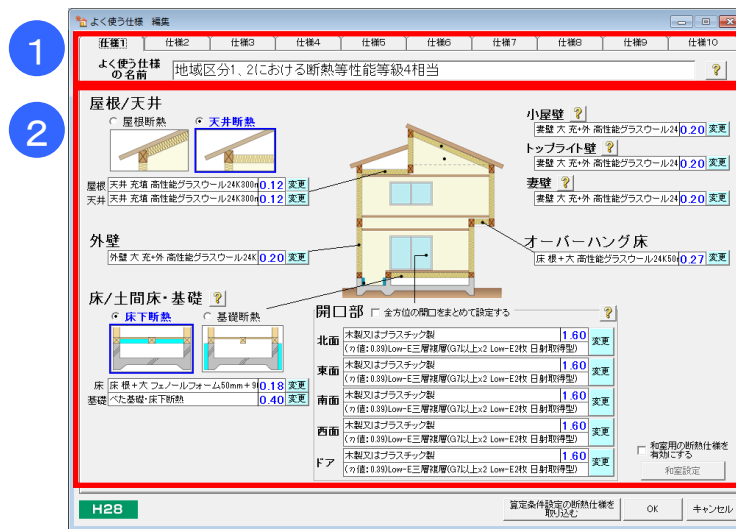 よく使う仕様 編集
1
仕様1 仕様2 仕様3 仕様4 仕様5 仕様6 仕様7 仕様8 仕様9 仕様10
よく使う仕様
の名前
地域区分1、2における断熱等性能等級4相当 ?
2
屋根/天井
屋根断熱 天井断熱
屋根 天井 充填 高性能グラスウール24K300m 0.12 変更
天井 天井 充填 高性能グラスウール24K300m 0.12 変更
小屋壁 ?
妻壁 大 充+外 高性能グラスウール24 0.20 変更
トップライト壁 ?
妻壁 大 充+外 高性能グラスウール24 0.20 変更
妻壁 ?
妻壁 大 充+外 高性能グラスウール24 0.20 変更
外壁
外壁 大 充+外 高性能グラスウール24K 0.20 変更
オーバーハング床
床 根+大 高性能グラスウール24K50m 0.27 変更
床/土間床・基礎 ?
床下断熱 基礎断熱
床 床 根+大 フェノールフォーム50mm+9 0.18 変更
基礎 べた基礎・床下断熱 0.40 変更
開口部 全方位の開口をまとめて設定する ?
北面 木製又はプラスチック製 1.60 変更
(η値:0.39)Low-E三層複層(G7以上x2 Low-E2枚 日射取得型)
東面 木製又はプラスチック製 1.60 変更
(η値:0.39)Low-E三層複層(G7以上x2 Low-E2枚 日射取得型)
南面 木製又はプラスチック製 1.60 変更
(η値:0.39)Low-E三層複層(G7以上x2 Low-E2枚 日射取得型)
西面 木製又はプラスチック製 1.60 変更
(η値:0.39)Low-E三層複層(G7以上x2 Low-E2枚 日射取得型)
ドア 木製又はプラスチック製 1.60 変更
(η値:0.39)Low-E三層複層(G7以上x2 Low-E2枚 日射取得型)
和室用の断熱仕様を
有効にする
和室設定
H28
算定条件設定の断熱仕様を
取り込む
OK
キャンセル